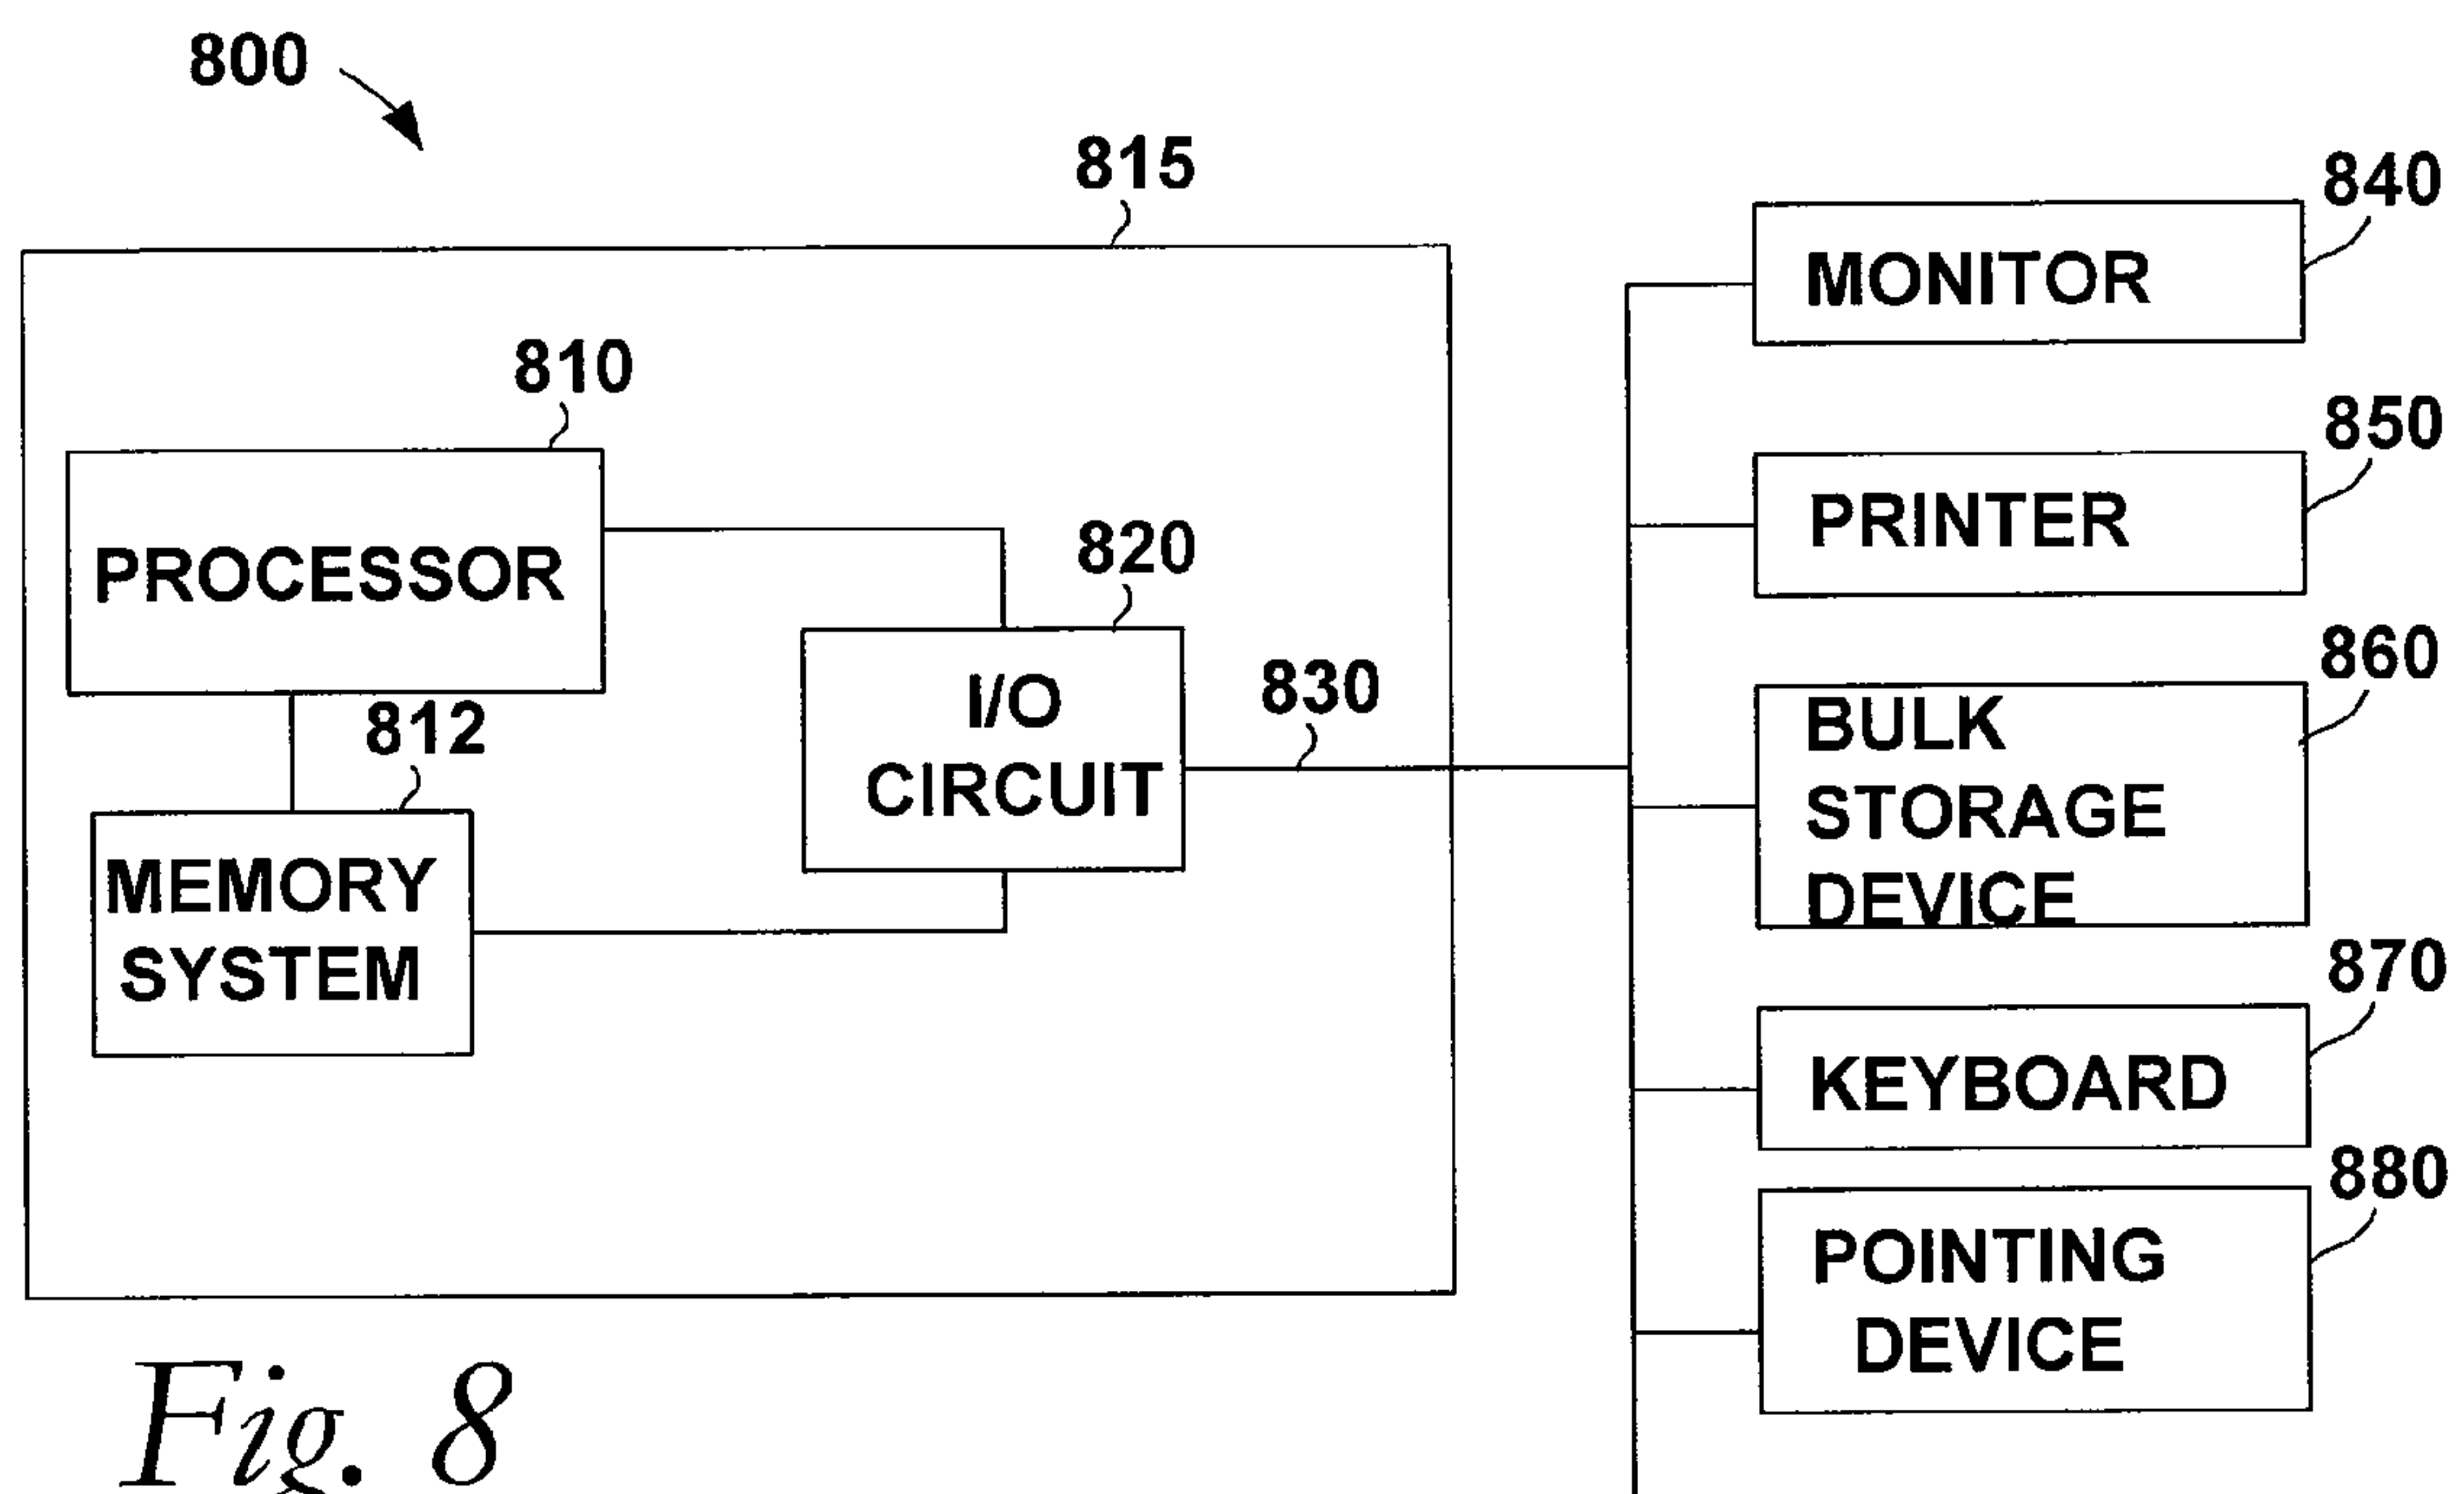 800
815
840
MONITOR
810
850
PRINTER
PROCESSOR
820
860
I/O
CIRCUIT
830
BULK
STORAGE
DEVICE
812
MEMORY
SYSTEM
870
KEYBOARD
880
POINTING
DEVICE
Fig. 8